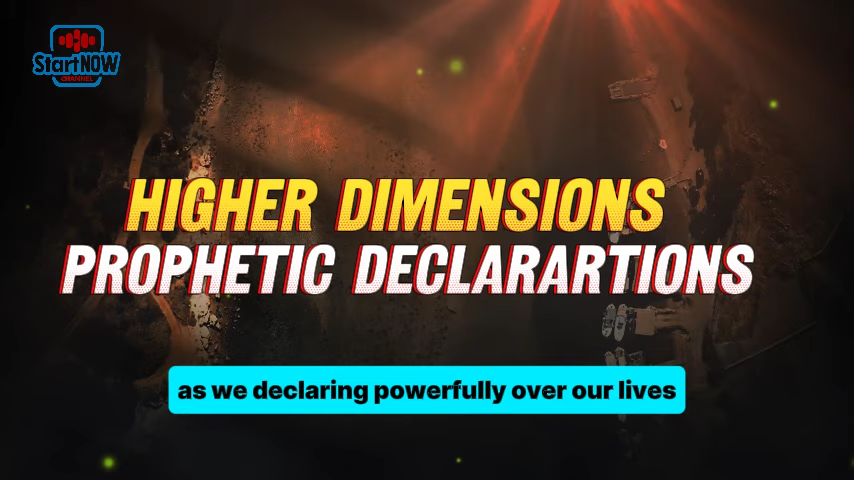 StartNOW
CHANNEL
HIGHER DIMENSIONS
PROPHETIC DECLARARTIONS
as we declaring powerfully over our lives